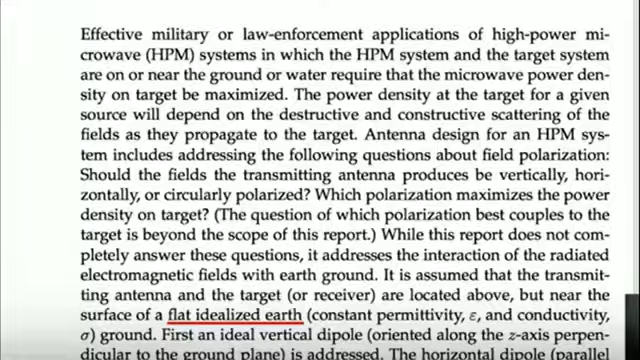 Effective military or law-enforcement applications of high-power mi-
crowave (HPM) systems in which the HPM system and the target system
are on or near the ground or water require that the microwave power den-
sity on target be maximized. The power density at the target for a given
source will depend on the destructive and constructive scattering of the
fields as they propagate to the target. Antenna design for an HPM sys-
tem includes addressing the following questions about field polarization:
Should the fields the transmitting antenna produces be vertically, hori-
zontally, or circularly polarized? Which polarization maximizes the power
density on target? (The question of which polarization best couples to the
target is beyond the scope of this report.) While this report does not com-
pletely answer these questions, it addresses the interaction of the radiated
electromagnetic fields with earth ground. It is assumed that the transmit-
ting antenna and the target (or receiver) are located above, but near the
surface of a flat idealized earth (constant permittivity, ε, and conductivity,
σ) ground. First an ideal vertical dipole (oriented along the z-axis perpen-
dicular to the ground plane) is addressed. The horizontal dipole (parallel